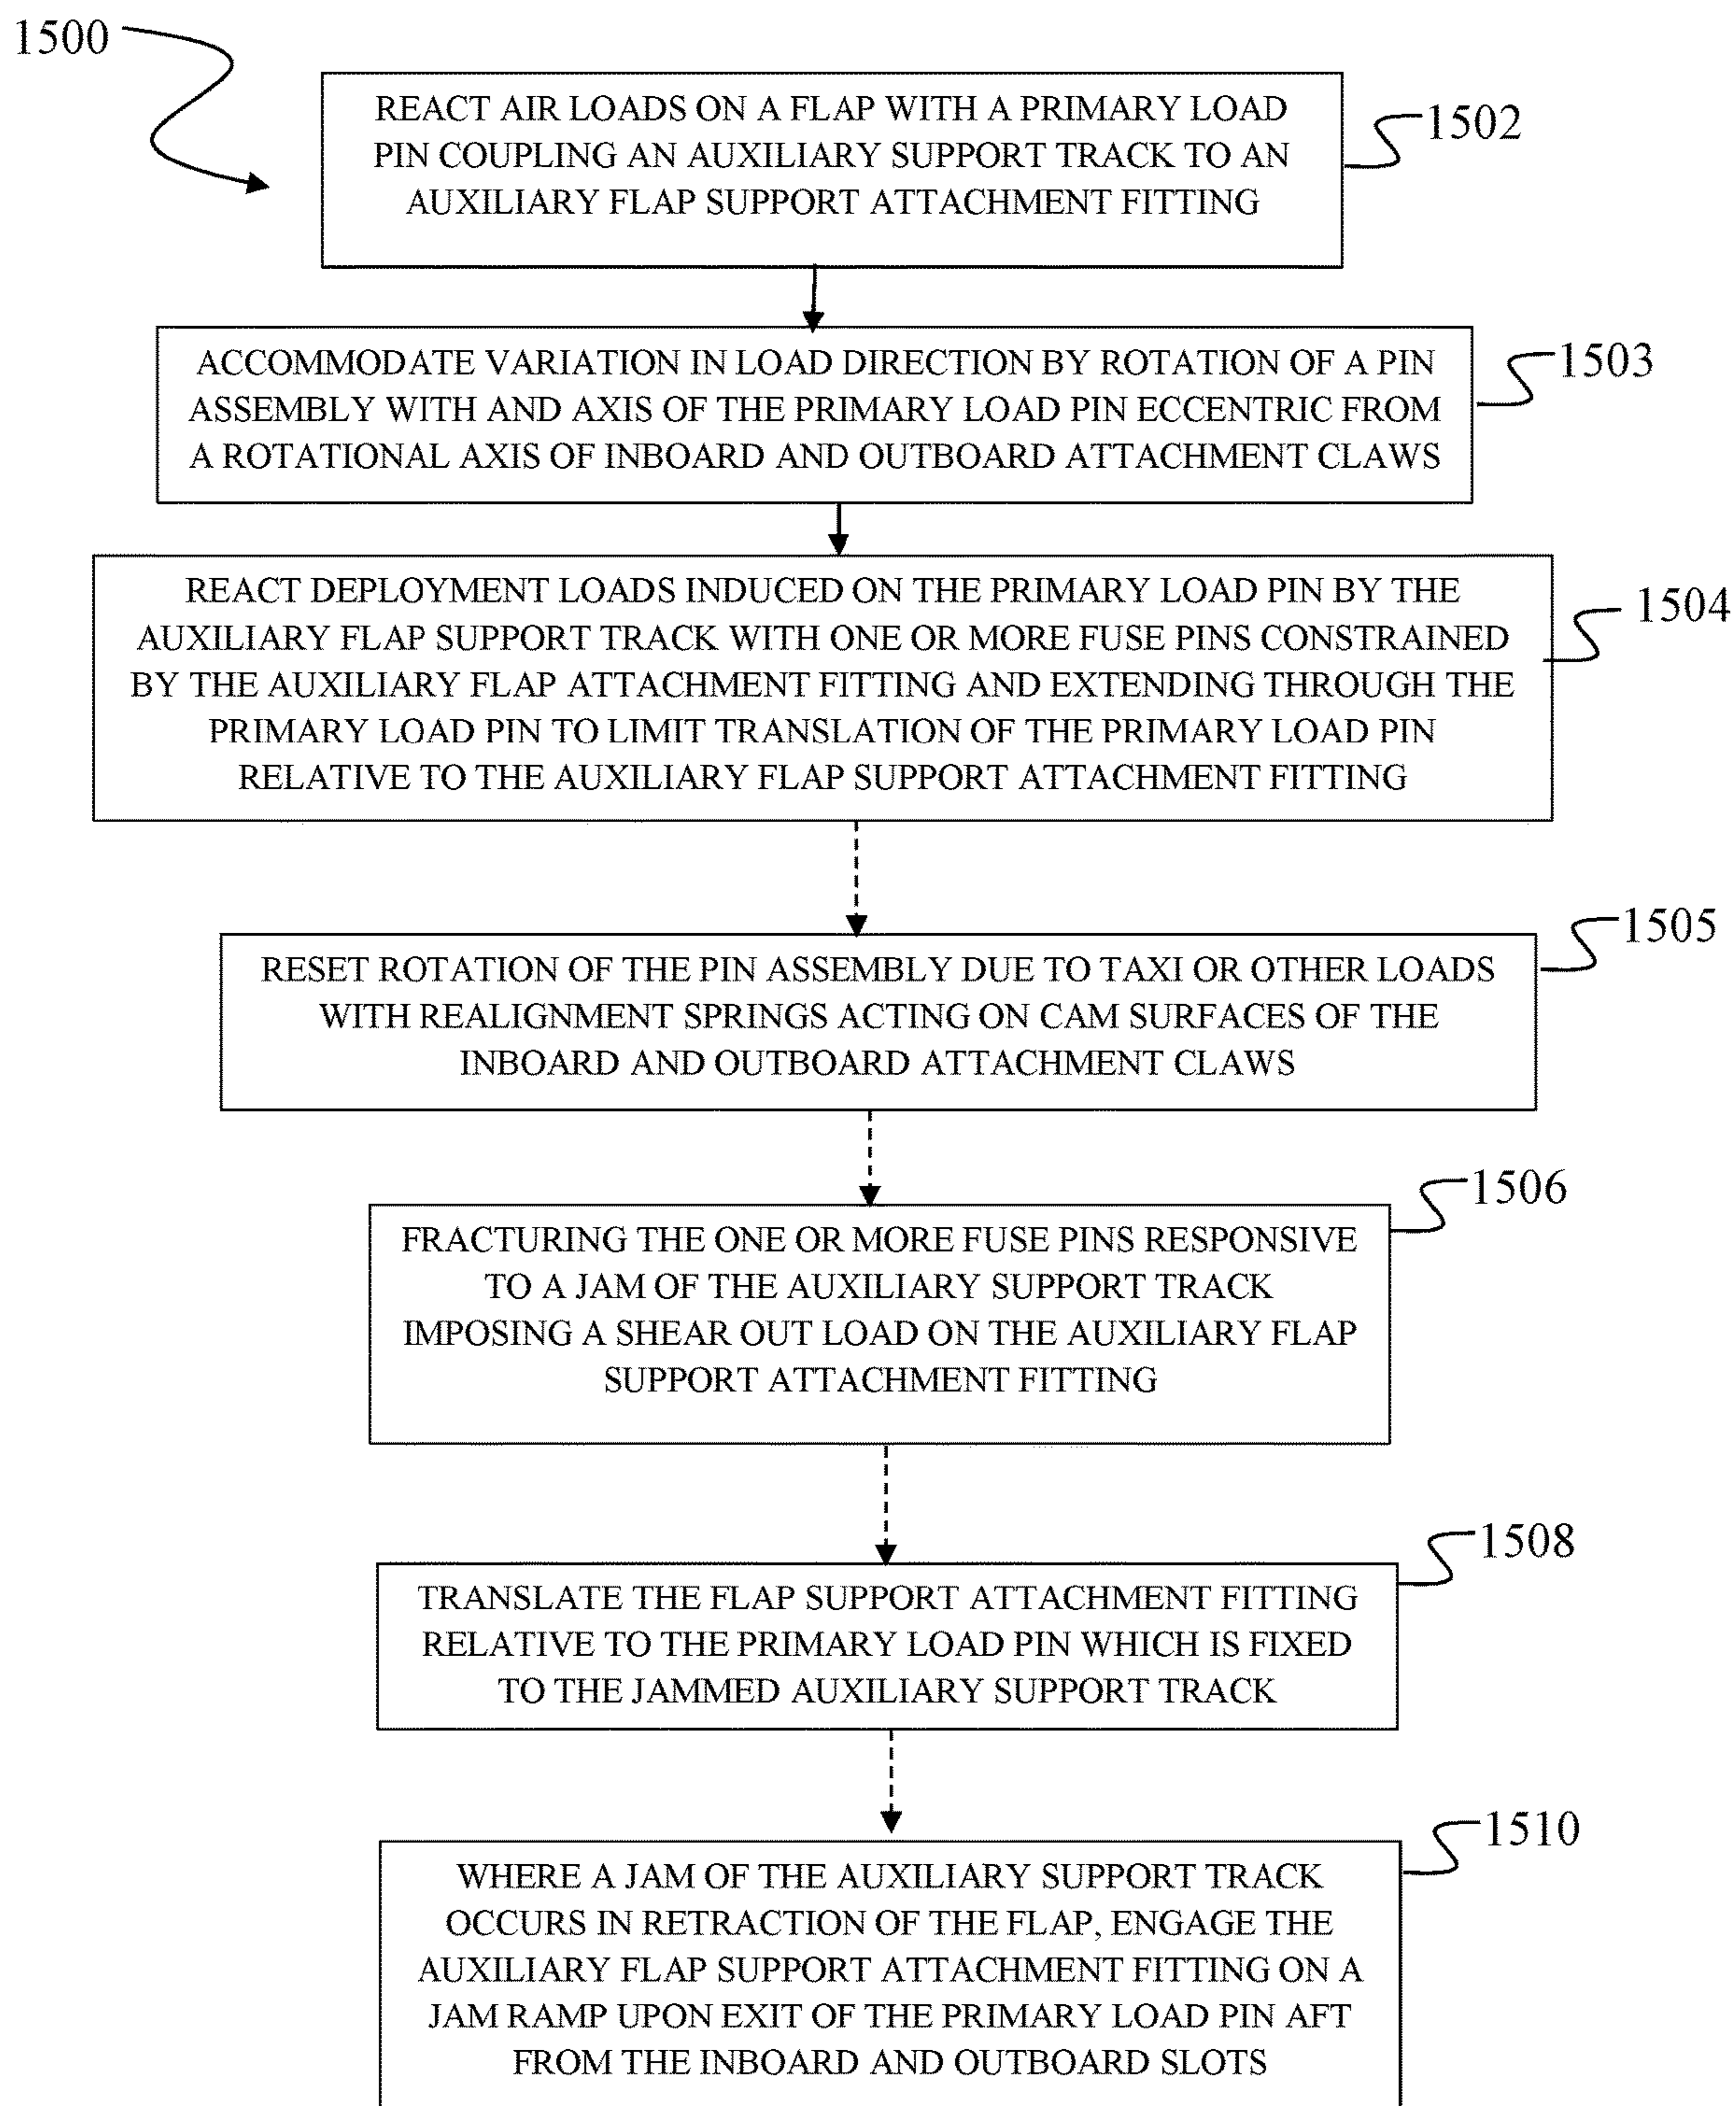 1500
REACT AIR LOADS ON A FLAP WITH A PRIMARY LOAD
PIN COUPLING AN AUXILIARY SUPPORT TRACK TO AN
AUXILIARY FLAP SUPPORT ATTACHMENT FITTING
1502
ACCOMMODATE VARIATION IN LOAD DIRECTION BY ROTATION OF A PIN
ASSEMBLY WITH AND AXIS OF THE PRIMARY LOAD PIN ECCENTRIC FROM
A ROTATIONAL AXIS OF INBOARD AND OUTBOARD ATTACHMENT CLAWS
1503
REACT DEPLOYMENT LOADS INDUCED ON THE PRIMARY LOAD PIN BY THE
AUXILIARY FLAP SUPPORT TRACK WITH ONE OR MORE FUSE PINS CONSTRAINED
BY THE AUXILIARY FLAP ATTACHMENT FITTING AND EXTENDING THROUGH THE
PRIMARY LOAD PIN TO LIMIT TRANSLATION OF THE PRIMARY LOAD PIN
RELATIVE TO THE AUXILIARY FLAP SUPPORT ATTACHMENT FITTING
1504
RESET ROTATION OF THE PIN ASSEMBLY DUE TO TAXI OR OTHER LOADS
WITH REALIGNMENT SPRINGS ACTING ON CAM SURFACES OF THE
INBOARD AND OUTBOARD ATTACHMENT CLAWS
1505
FRACTURING THE ONE OR MORE FUSE PINS RESPONSIVE
TO A JAM OF THE AUXILIARY SUPPORT TRACK
IMPOSING A SHEAR OUT LOAD ON THE AUXILIARY FLAP
SUPPORT ATTACHMENT FITTING
1506
TRANSLATE THE FLAP SUPPORT ATTACHMENT FITTING
RELATIVE TO THE PRIMARY LOAD PIN WHICH IS FIXED
TO THE JAMMED AUXILIARY SUPPORT TRACK
1508
WHERE A JAM OF THE AUXILIARY SUPPORT TRACK
OCCURS IN RETRACTION OF THE FLAP, ENGAGE THE
AUXILIARY FLAP SUPPORT ATTACHMENT FITTING ON A
JAM RAMP UPON EXIT OF THE PRIMARY LOAD PIN AFT
FROM THE INBOARD AND OUTBOARD SLOTS
1510